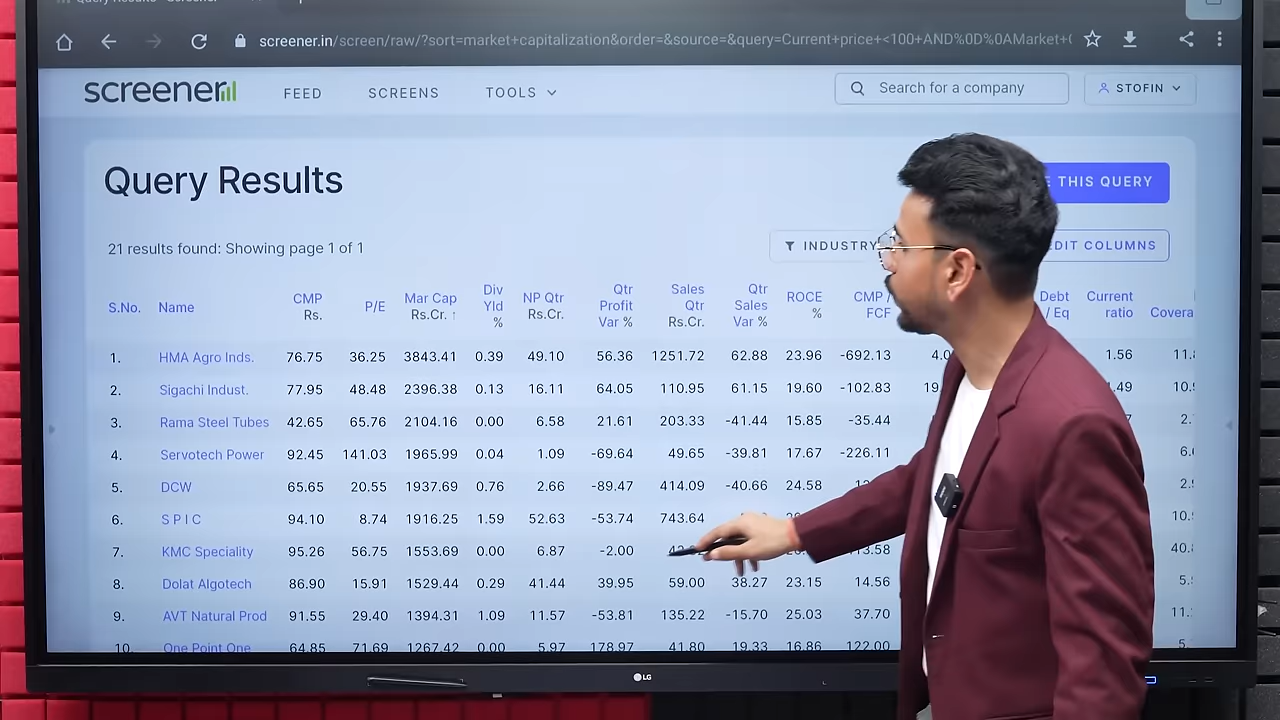 screener.in/screen/raw/?sort=market+capitalization&order=&source=&query=Current+price+<100+AND%0D%0AMarket+
screener
FEED SCREENS TOOLS
Search for a company
STOFIN
Query Results
THIS QUERY
21 results found: Showing page 1 of 1
INDUSTRY
EDIT COLUMNS
S.No. Name CMP Rs. P/E Mar Cap Rs.Cr. ↑ Div Yld % NP Qtr Rs.Cr. Qtr Profit Var % Sales Qtr Rs.Cr. Qtr Sales Var % ROCE % CMP / FCF Debt / Eq Current ratio
1. HMA Agro Inds. 76.75 36.25 3843.41 0.39 49.10 56.36 1251.72 62.88 23.96 -692.13 1.56
2. Sigachi Indust. 77.95 48.48 2396.38 0.13 16.11 64.05 110.95 61.15 19.60 -102.83
3. Rama Steel Tubes 42.65 65.76 2104.16 0.00 6.58 21.61 203.33 -41.44 15.85 -35.44
4. Servotech Power 92.45 141.03 1965.99 0.04 1.09 -69.64 49.65 -39.81 17.67 -226.11
5. DCW 65.65 20.55 1937.69 0.76 2.66 -89.47 414.09 -40.66 24.58
6. S P I C 94.10 8.74 1916.25 1.59 52.63 -53.74 743.64
7. KMC Speciality 95.26 56.75 1553.69 0.00 6.87 -2.00
8. Dolat Algotech 86.90 15.91 1529.44 0.29 41.44 39.95 59.00 38.27 23.15 14.56
9. AVT Natural Prod 91.55 29.40 1394.31 1.09 11.57 -53.81 135.22 -15.70 25.03 37.70
10. One Point One 64.85 71.69 1267.42 0.00 5.97 178.97 41.80 19.33 16.86 122.00
LG